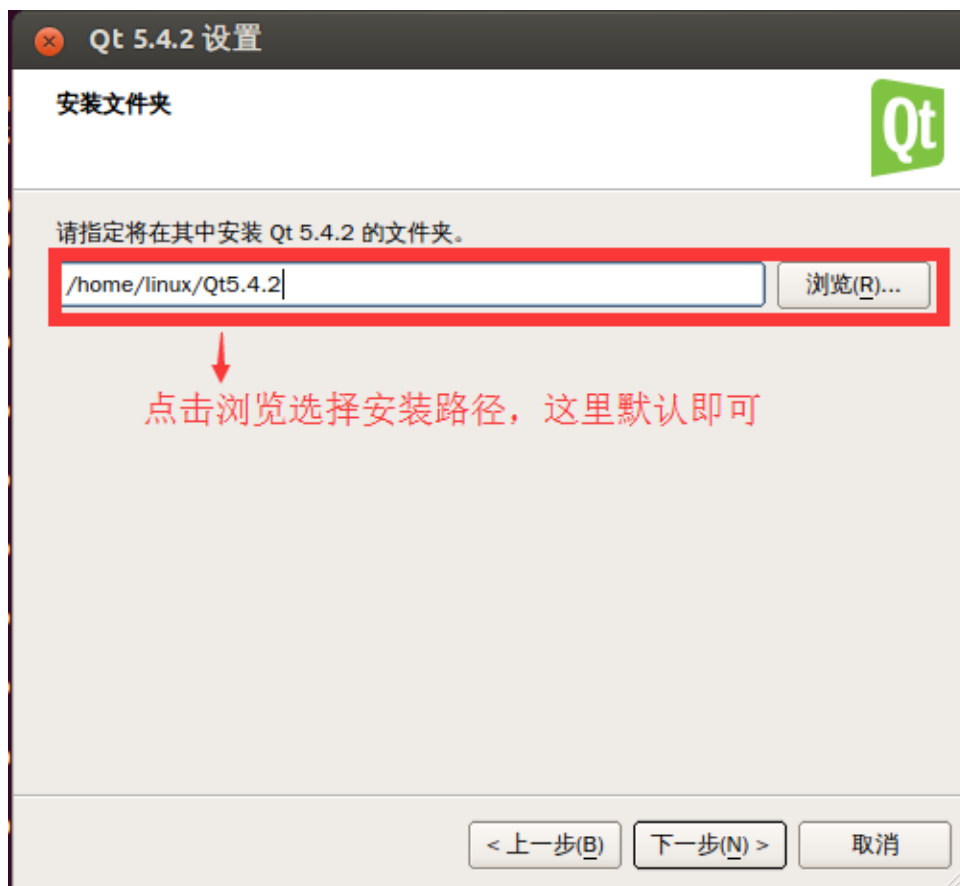 Qt 5.4.2 设置
安装文件夹
Qt
请指定将在其中安装 Qt 5.4.2 的文件夹。
/home/linux/Qt5.4.2
浏览(R)...
点击浏览选择安装路径，这里默认即可
< 上一步(B)
下一步(N) >
取消